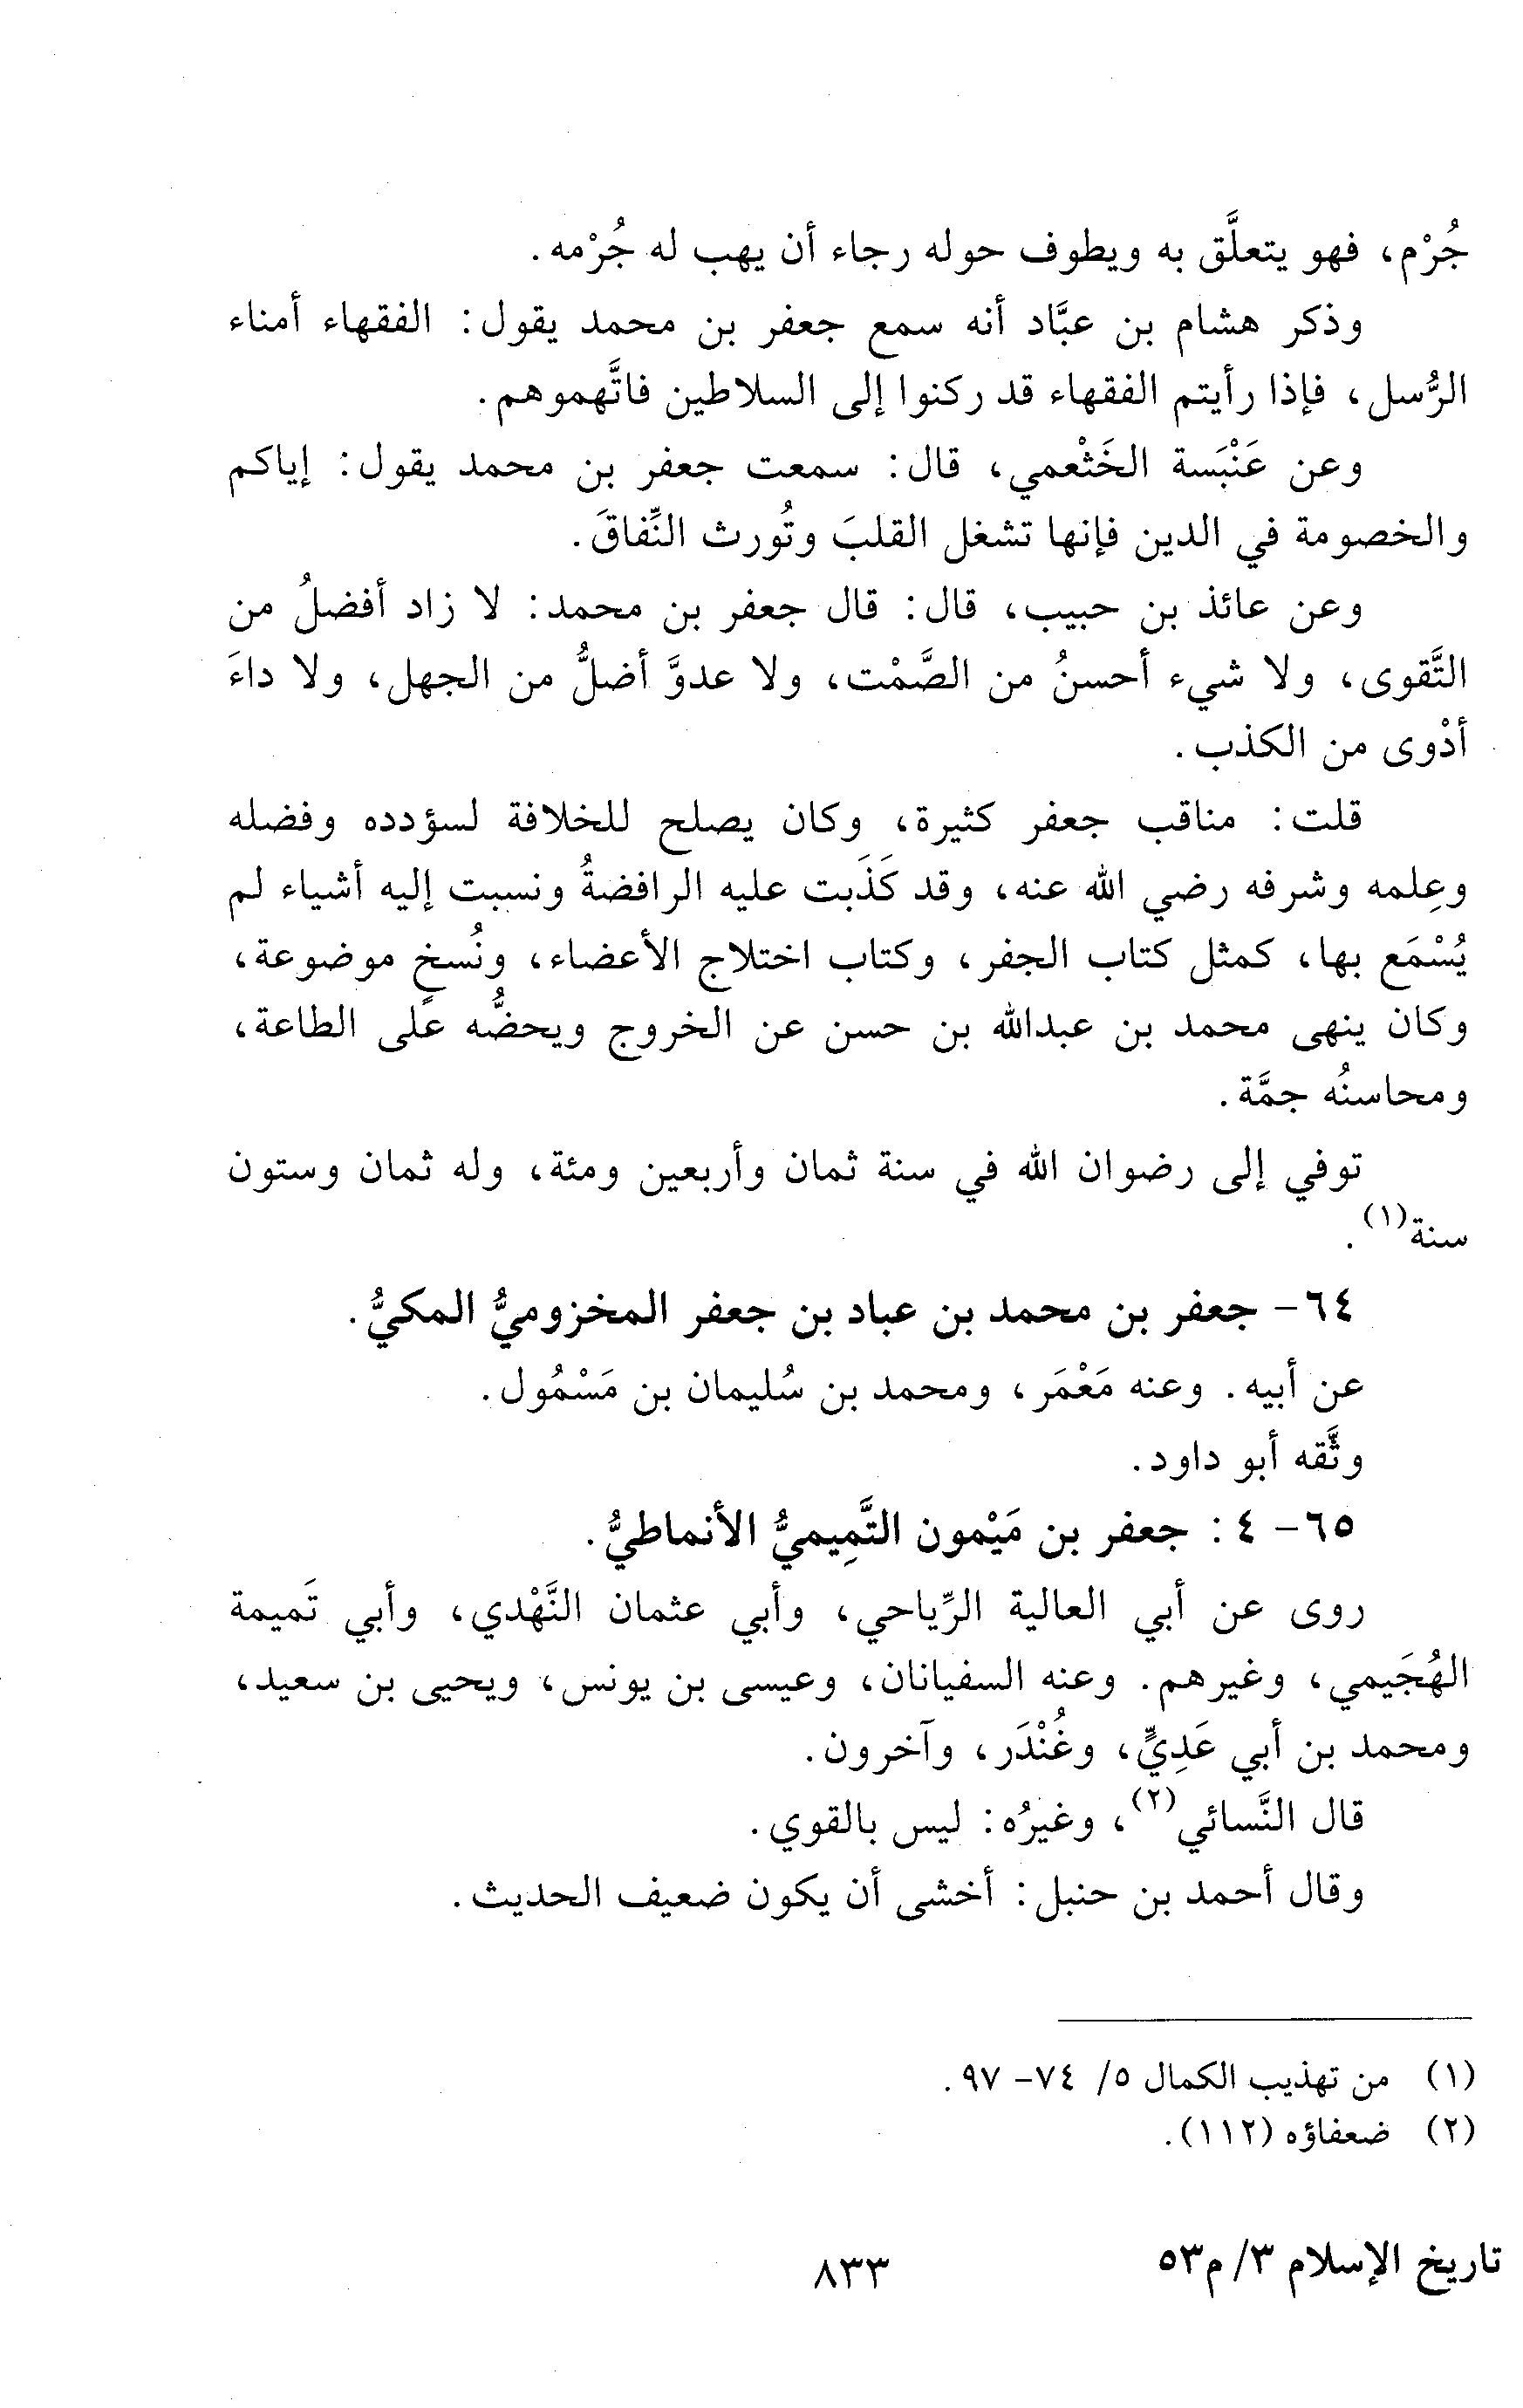 جُرْم، فهو يتعلَّق به ويطوف حوله رجاء أن يهب له جُرْمه.
وذكر هشام بن عبَّاد أنه سمع جعفر بن محمد يقول: الفقهاء أمناء
الرُّسل، فإذا رأيتم الفقهاء قد ركنوا إلى السلاطين فاتَّهموهم.
وعن عَنْبَسة الخَثْعمي، قال: سمعت جعفر بن محمد يقول: إياكم
والخصومة في الدين فإنها تشغل القلبَ وتُورث النِّفاقَ.
وعن عائذ بن حبيب، قال: قال جعفر بن محمد: لا زاد أفضلُ من
التَّقوى، ولا شيء أحسنُ من الصَّمْت، ولا عدوَّ أضلُّ من الجهل، ولا داءَ
أدْوى من الكذب.
قلت: مناقب جعفر كثيرة، وكان يصلح للخلافة لسؤدده وفضله
وعِلمه وشرفه رضي الله عنه، وقد كَذَبت عليه الرافضةُ ونسبت إليه أشياء لم
يُسْمَع بها، كمثل كتاب الجفر، وكتاب اختلاج الأعضاء، ونُسخٍ موضوعة،
وكان ينهى محمد بن عبدالله بن حسن عن الخروج ويحضُّه على الطاعة،
ومحاسنُه جمَّة.
توفي إلى رضوان الله في سنة ثمان وأربعين ومئة، وله ثمان وستون
سنة(١).
٦٤- جعفر بن محمد بن عباد بن جعفر المخزوميُّ المكيُّ.
عن أبيه. وعنه مَعْمَر، ومحمد بن سُليمان بن مَسْمُول.
وثَّقه أبو داود.
٦٥- ٤: جعفر بن مَيْمون التَّمِيميُّ الأنماطيُّ.
روى عن أبي العالية الرِّياحي، وأبي عثمان النَّهْدي، وأبي تَميمة
الهُجَيمي، وغيرهم. وعنه السفيانان، وعيسى بن يونس، ويحيى بن سعيد،
ومحمد بن أبي عَدِيٍّ، وغُنْدَر، وآخرون.
قال النَّسائي(٢)، وغيرُه: ليس بالقوي.
وقال أحمد بن حنبل: أخشى أن يكون ضعيف الحديث.
(١) من تهذيب الكمال ٥/ ٧٤- ٩٧.
(٢) ضعفاؤه (١١٢).
تاريخ الإسلام ٣/ م٥٣
٨٣٣